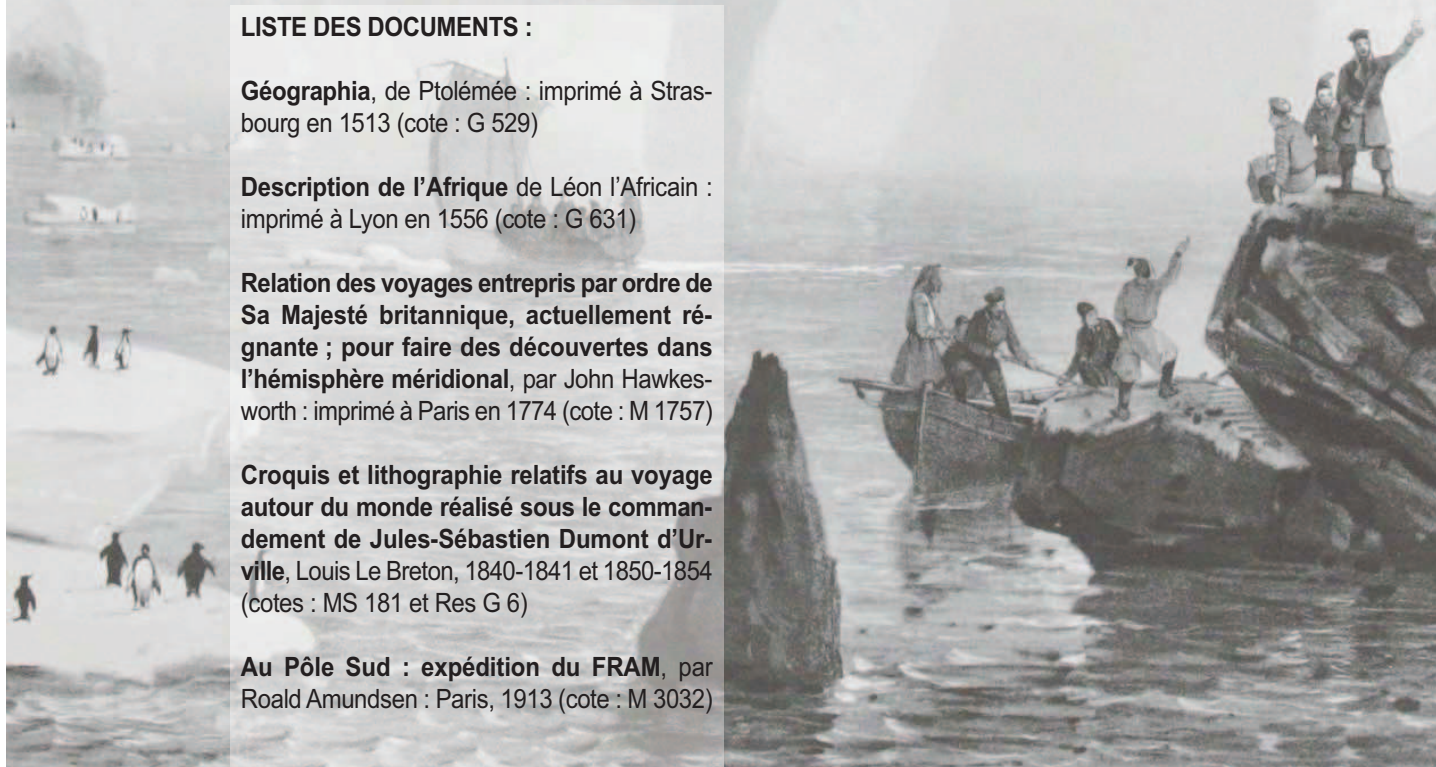 LISTE DES DOCUMENTS :
Géographia, de Ptolémée : imprimé à Stras-
bourg en 1513 (cote : G 529)
Description de l’Afrique de Léon l’Africain :
imprimé à Lyon en 1556 (cote : G 631)
Relation des voyages entrepris par ordre de
Sa Majesté britannique, actuellement ré-
gnante ; pour faire des découvertes dans
l’hémisphère méridional, par John Hawkes-
worth : imprimé à Paris en 1774 (cote : M 1757)
Croquis et lithographie relatifs au voyage
autour du monde réalisé sous le comman-
dement de Jules-Sébastien Dumont d’Ur-
ville, Louis Le Breton, 1840-1841 et 1850-1854
(cotes : MS 181 et Res G 6)
Au Pôle Sud : expédition du FRAM, par
Roald Amundsen : Paris, 1913 (cote : M 3032)